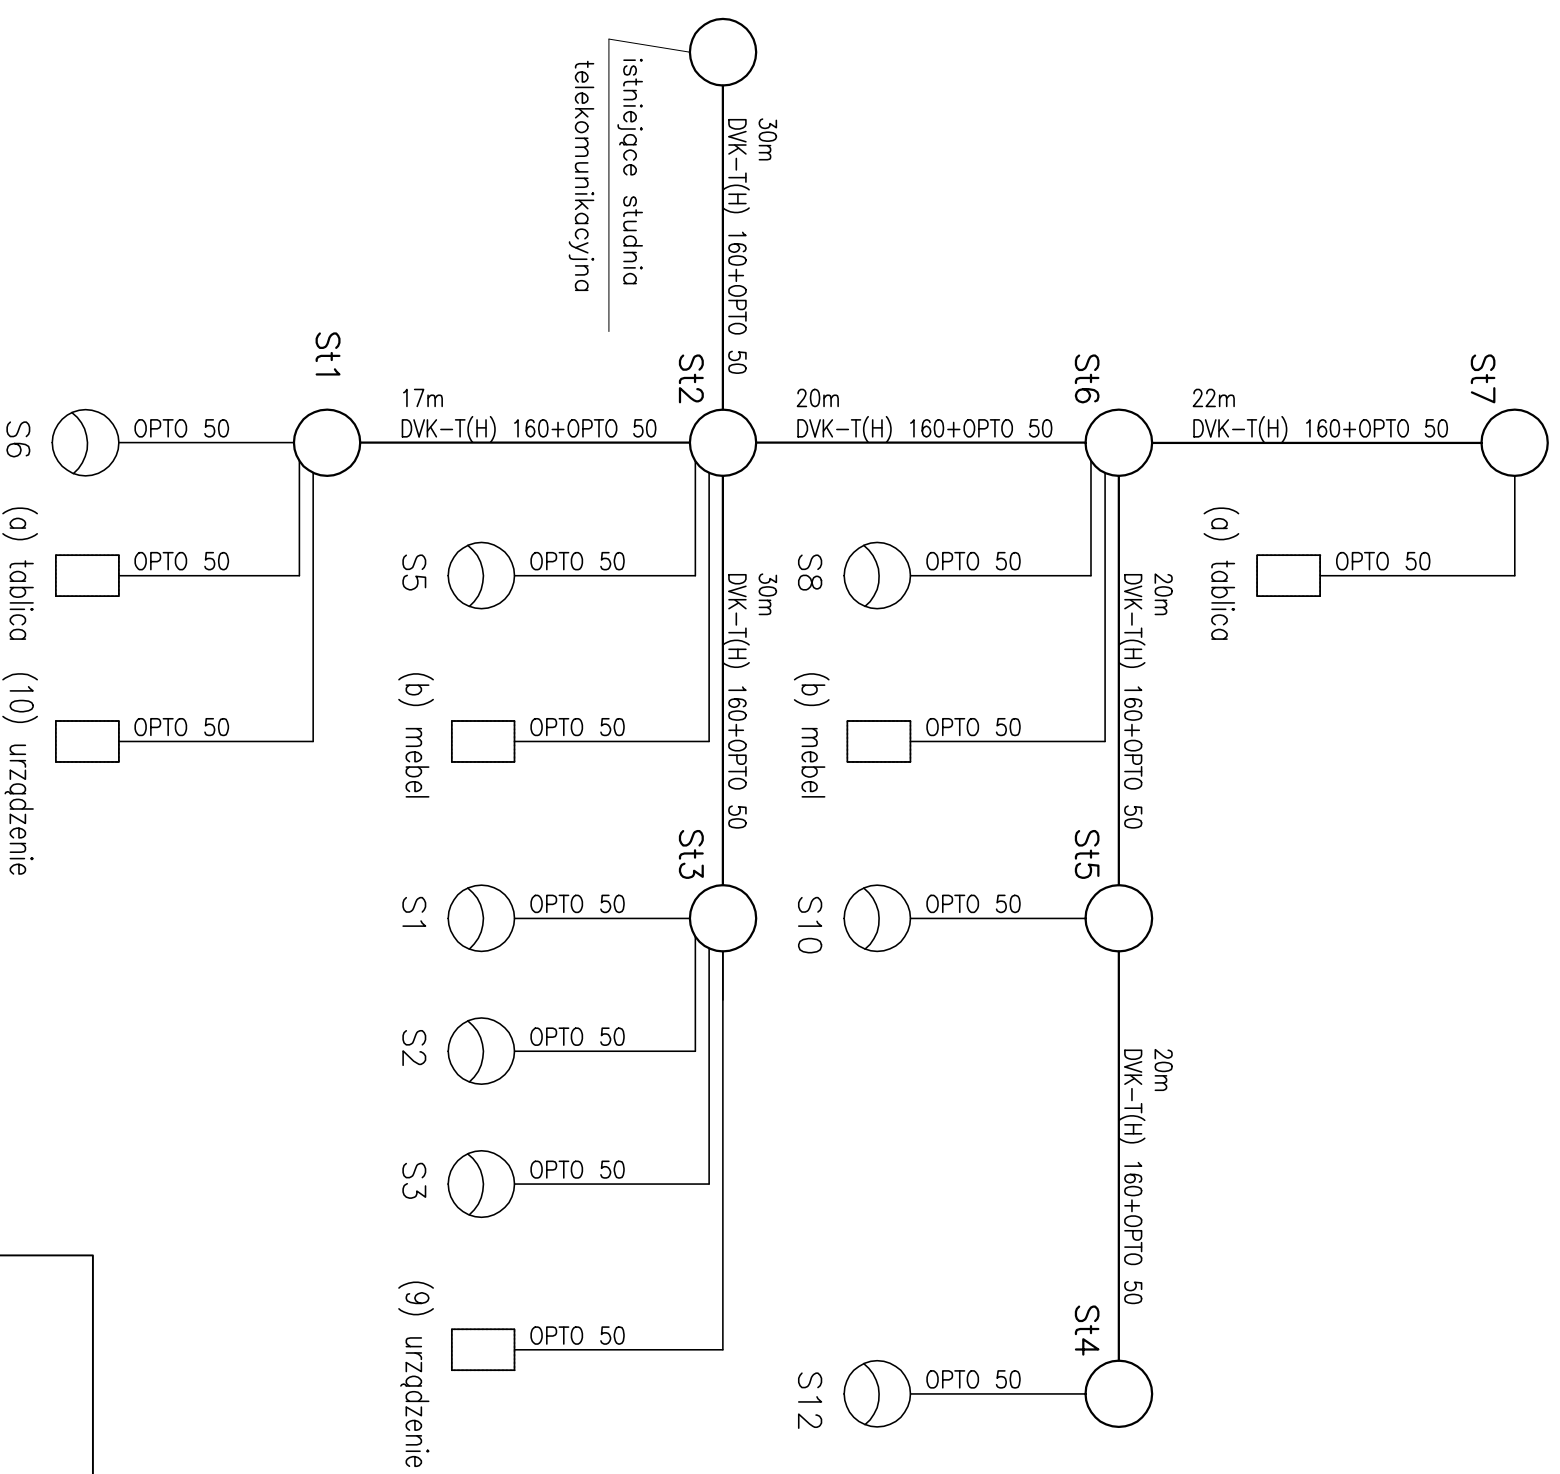 istniejące studnia
telekomunikacyjna
30m
DVK-T(H) 160+OPTO 50
St7
22m
DVK-T(H) 160+OPTO 50
OPTO 50
(a) tablica
St6
20m
DVK-T(H) 160+OPTO 50
OPTO 50
S8
OPTO 50
(b) mebel
20m
DVK-T(H) 160+OPTO 50
St5
OPTO 50
S10
20m
DVK-T(H) 160+OPTO 50
St4
OPTO 50
S12
St2
17m
DVK-T(H) 160+OPTO 50
OPTO 50
S5
OPTO 50
(b) mebel
30m
DVK-T(H) 160+OPTO 50
St3
OPTO 50
S1
OPTO 50
S2
OPTO 50
S3
OPTO 50
(9) urządzenie
St1
OPTO 50
S6
OPTO 50
(a) tablica
OPTO 50
(10) urządzenie